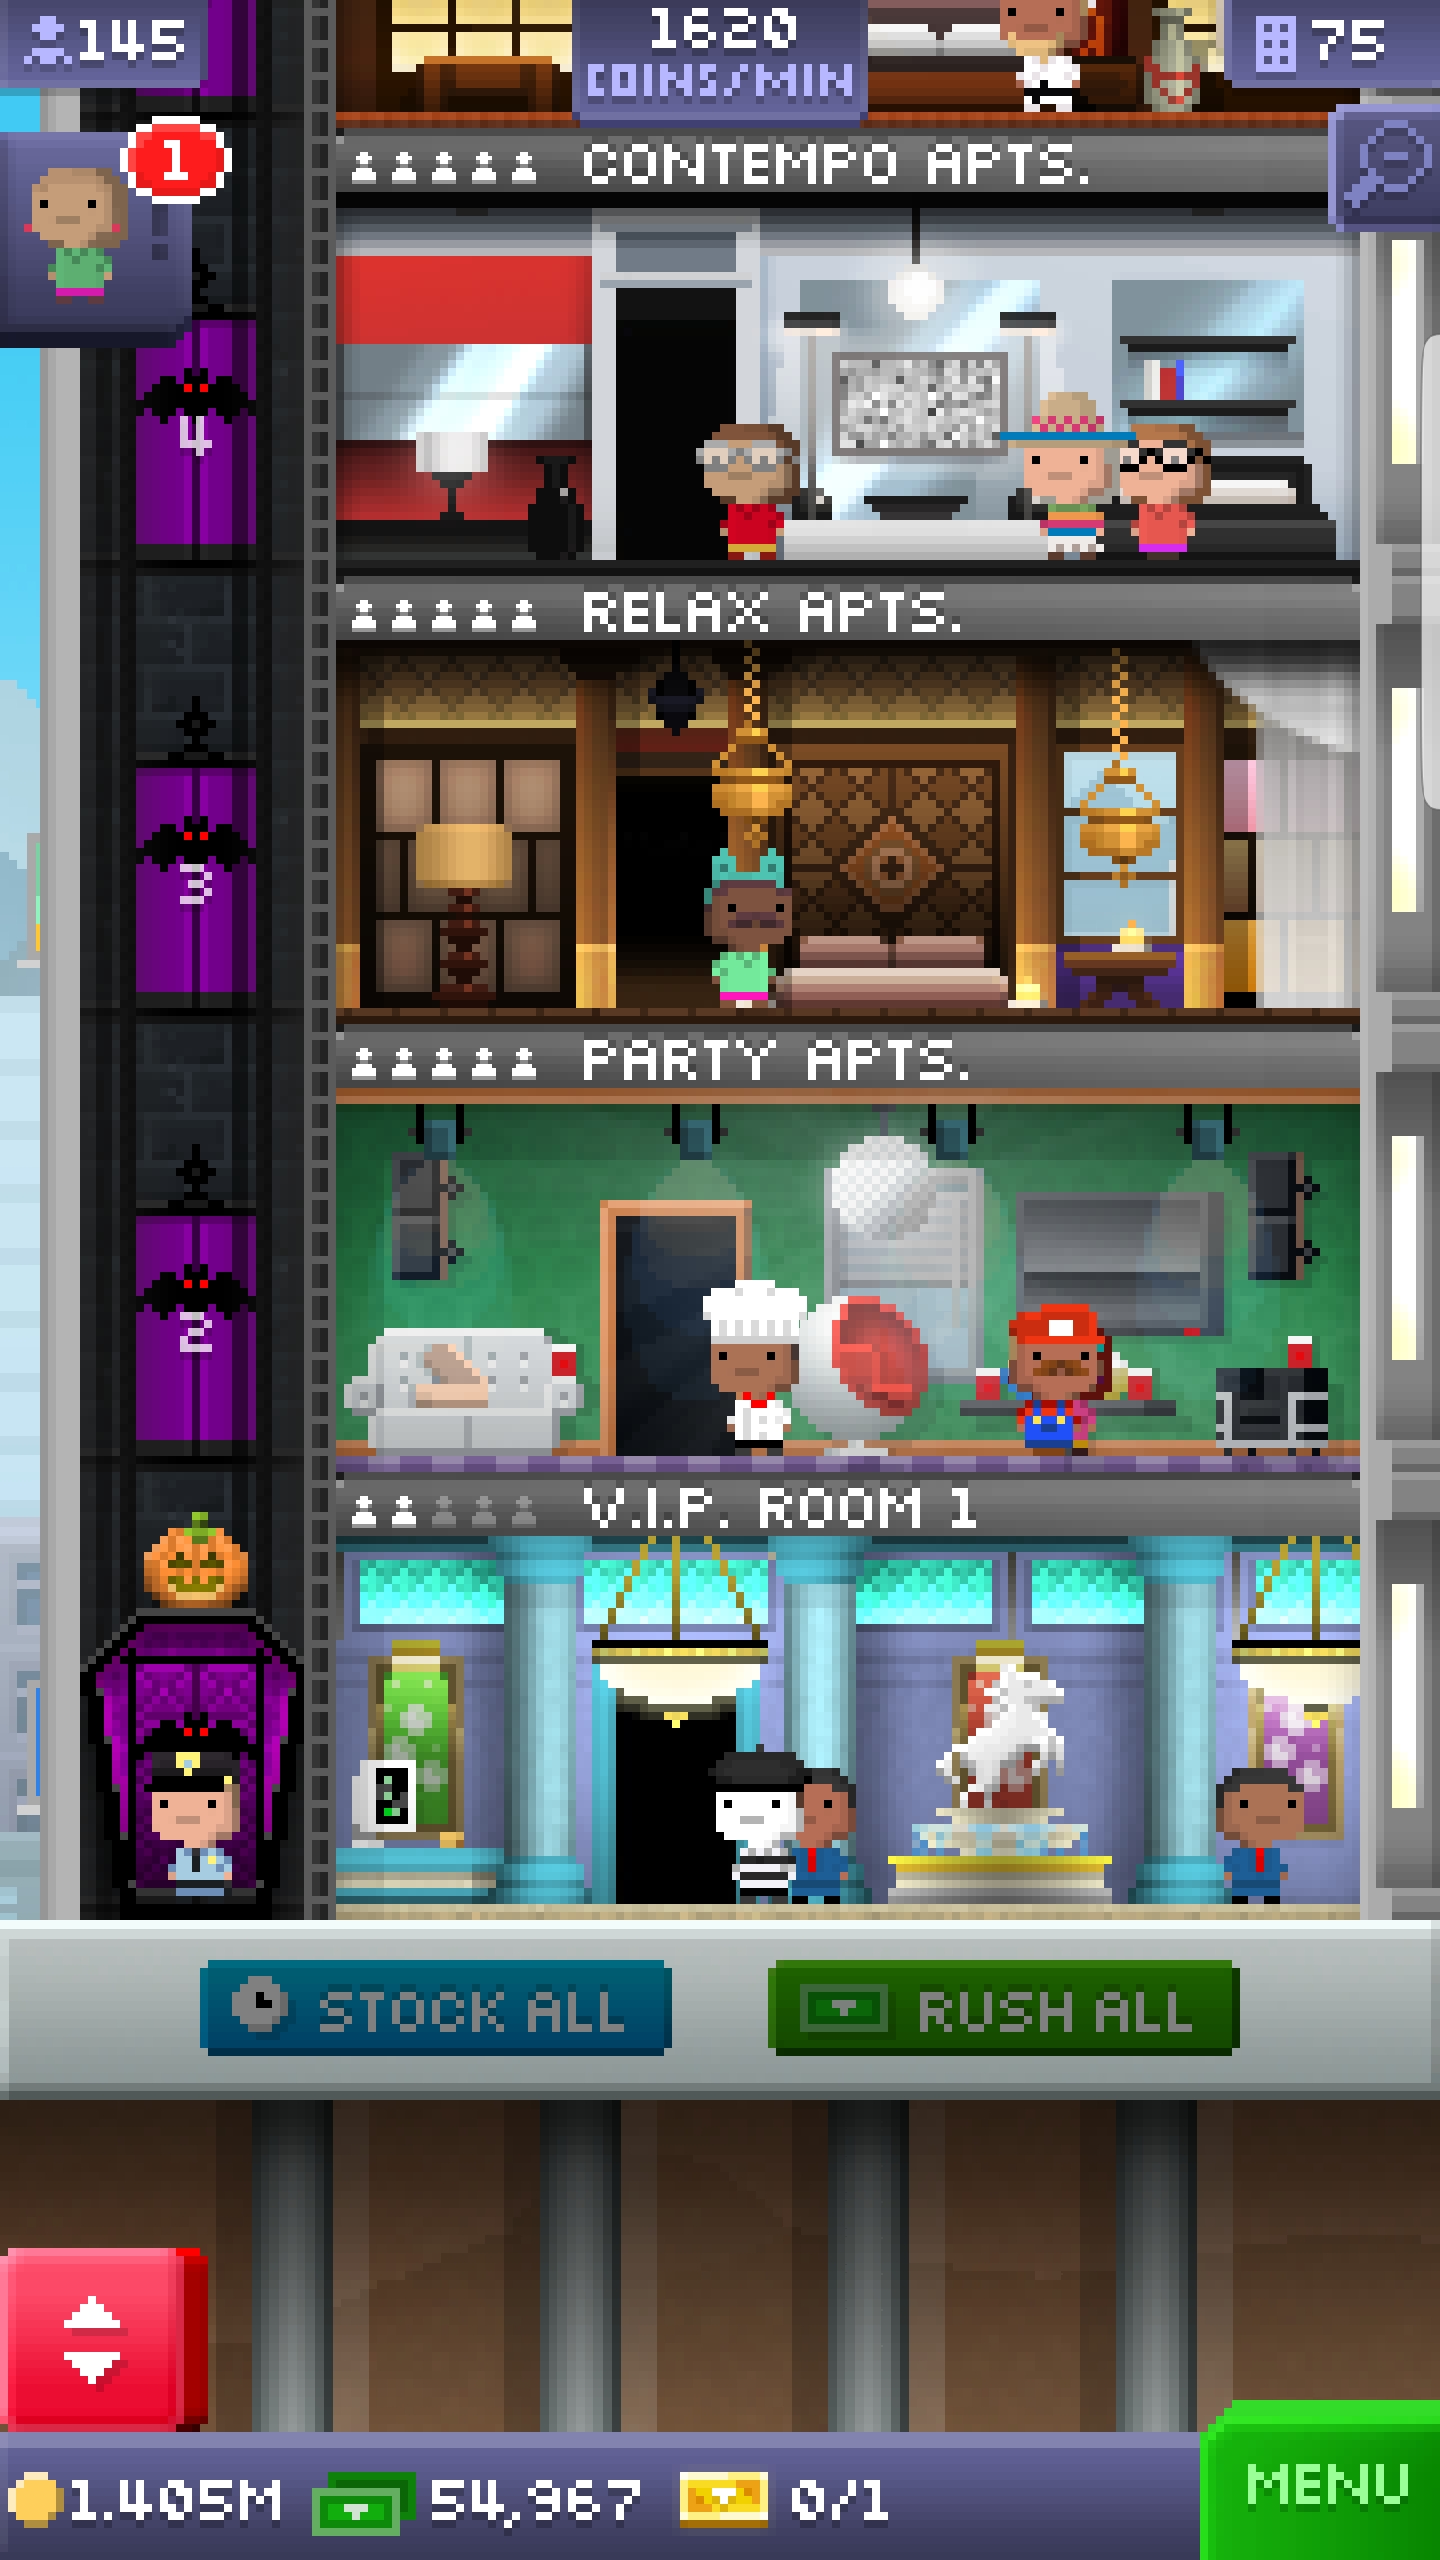 145
1620
COINS/MIN
75
1
CONTEMPO APTS.
4
RELAX APTS.
3
PARTY APTS.
2
V.I.P. ROOM 1
STOCK ALL
RUSH ALL
1.405M
54,967
0/1
MENU